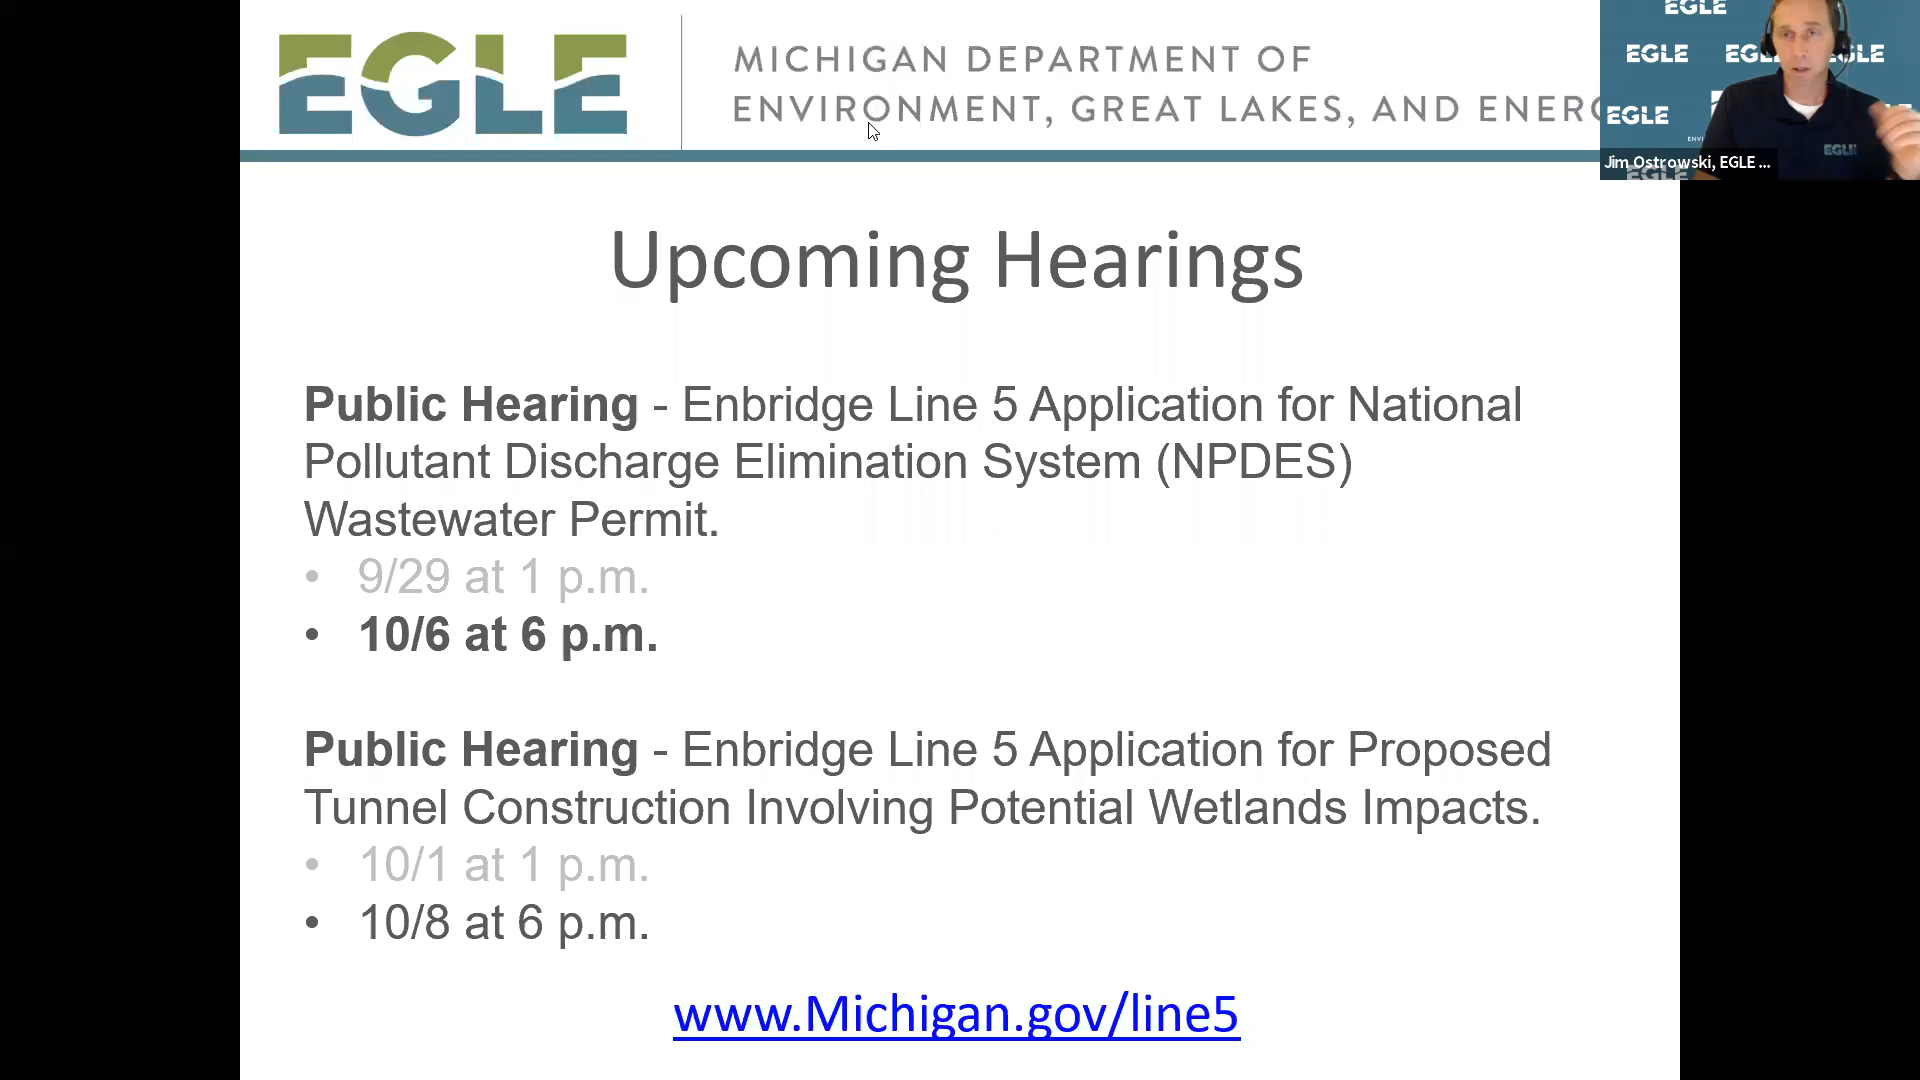 EGLE
MICHIGAN DEPARTMENT OF
ENVIRONMENT, GREAT LAKES, AND
EGLE
EGLE
EGLE
EGLE
EGLE
Jim Ostrowski, EGLE ...
Upcoming Hearings
Public Hearing - Enbridge Line 5 Application for National
Pollutant Discharge Elimination System (NPDES)
Wastewater Permit.
• 9/29 at 1 p.m.
• 10/6 at 6 p.m.
Public Hearing - Enbridge Line 5 Application for Proposed
Tunnel Construction Involving Potential Wetlands Impacts.
• 10/1 at 1 p.m.
• 10/8 at 6 p.m.
www.Michigan.gov/line5